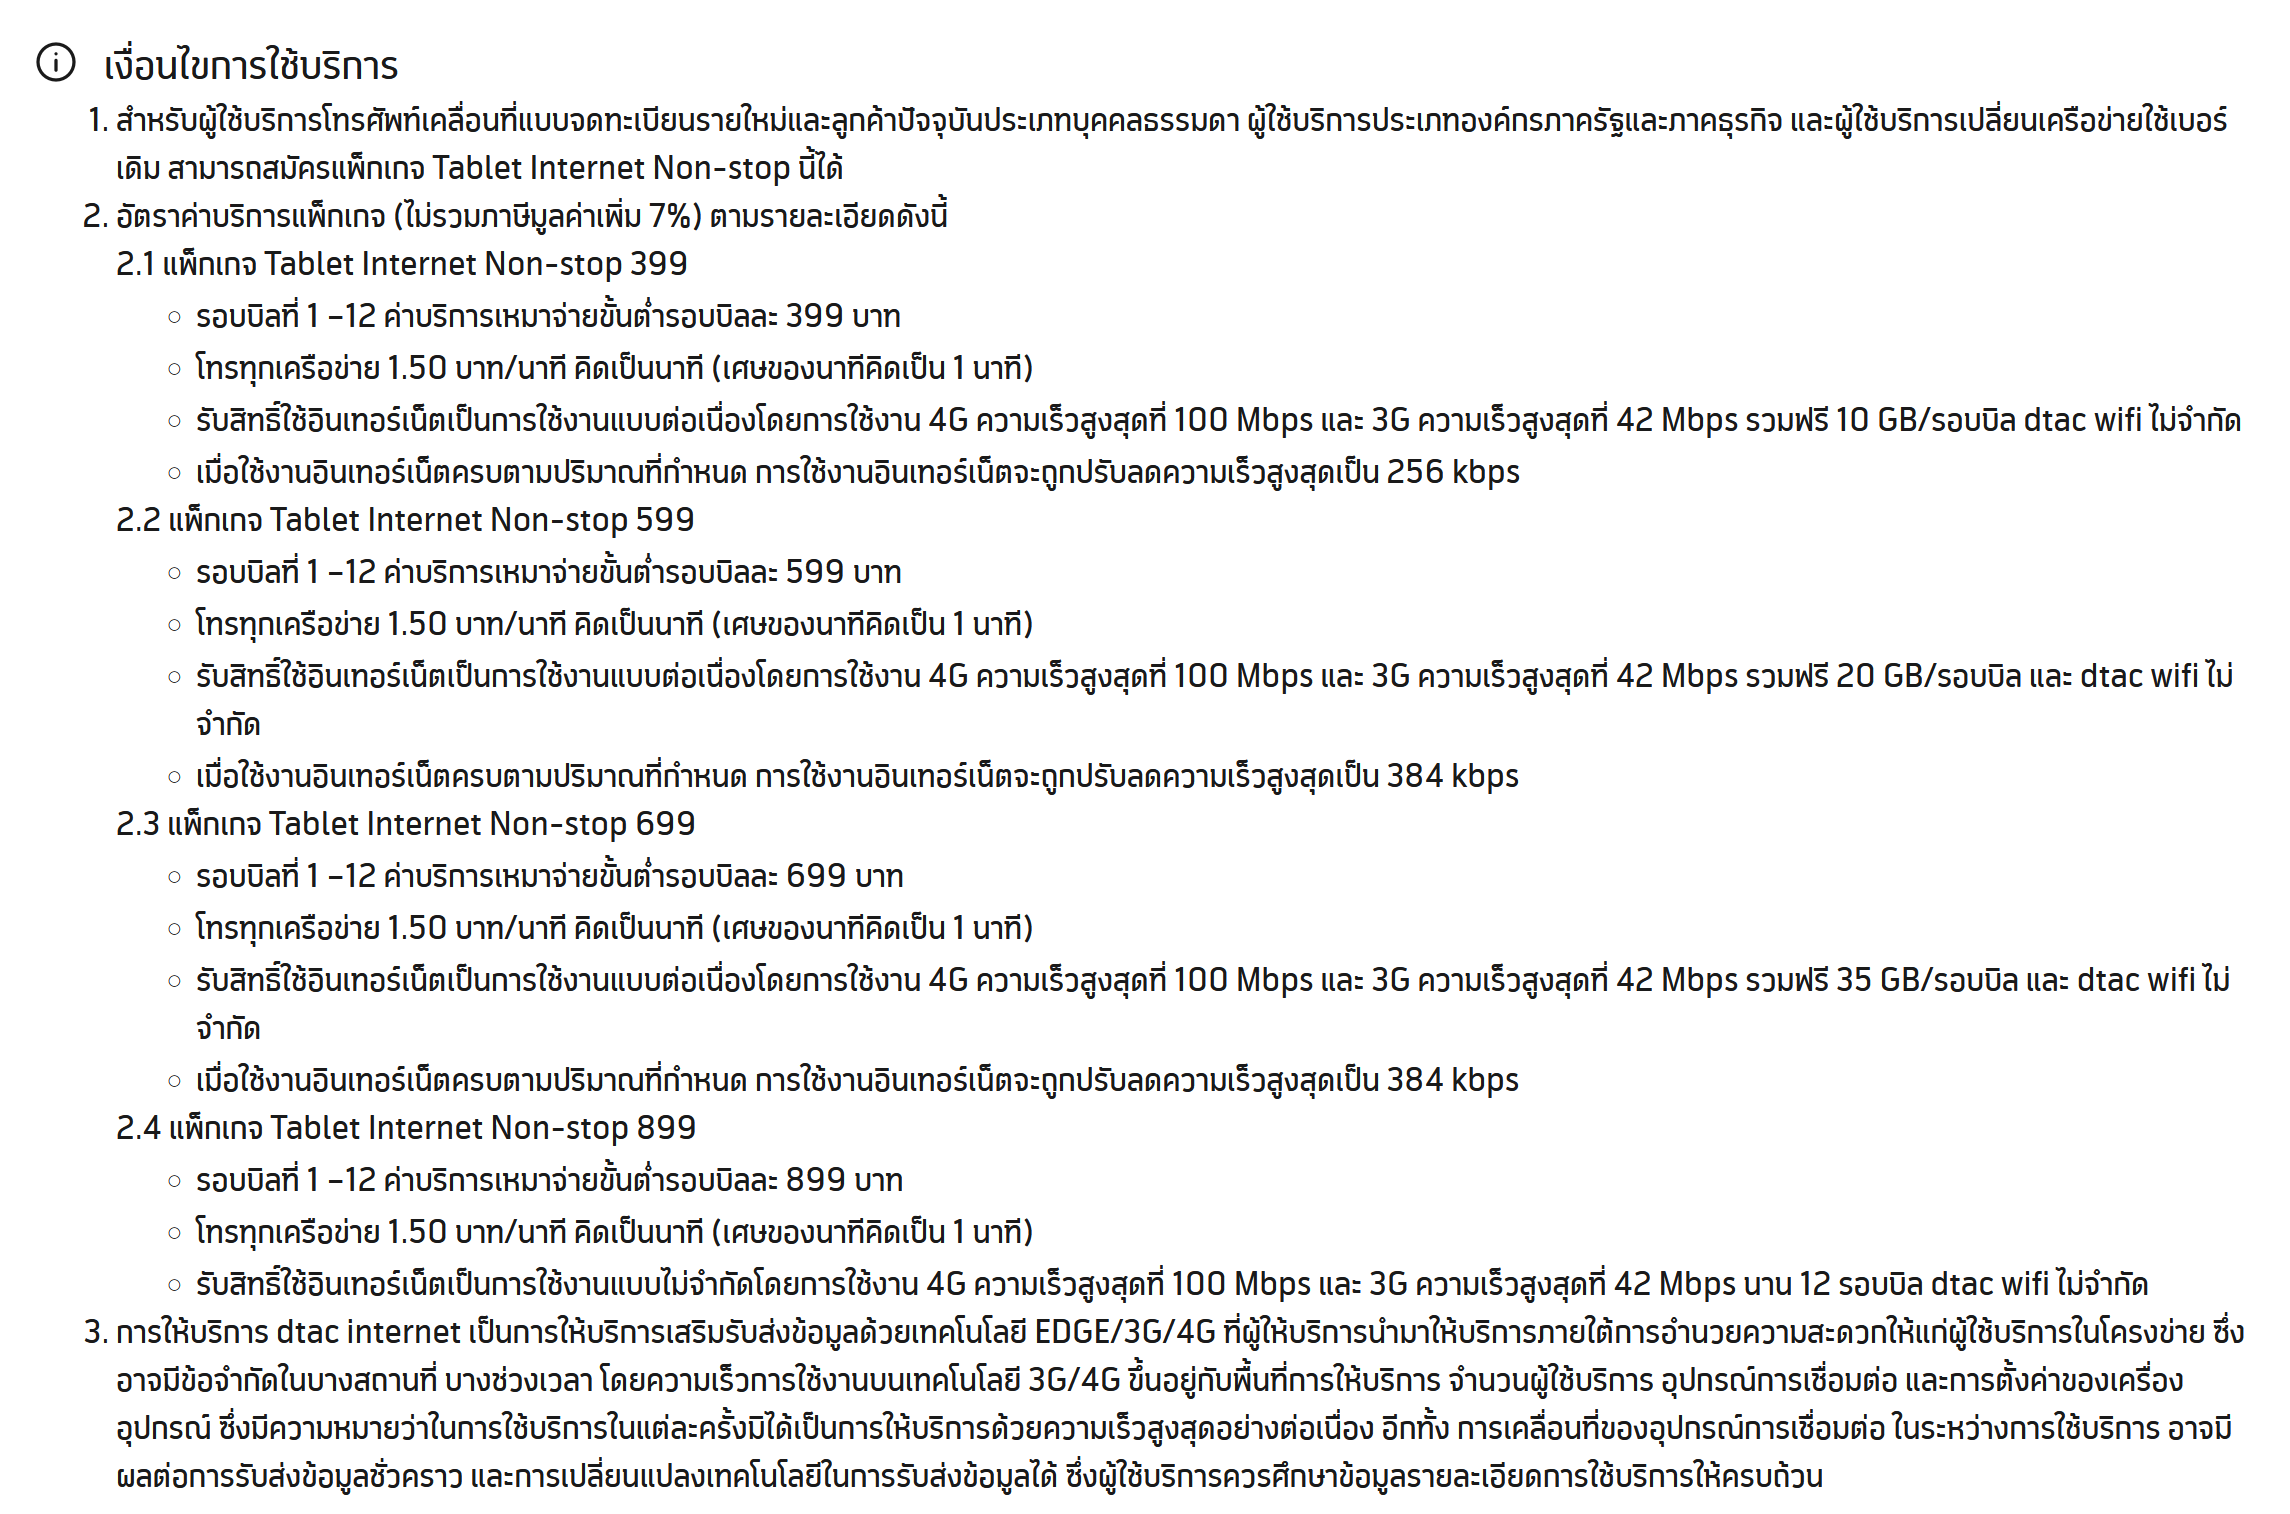 เงื่อนไขการใช้บริการ
1. สำหรับผู้ใช้บริการโทรศัพท์เคลื่อนที่แบบจดทะเบียนรายใหม่และลูกค้าปัจจุบันประเภทบุคคลธรรมดา ผู้ใช้บริการประเภทองค์กรภาครัฐและภาคธุรกิจ และผู้ใช้บริการเปลี่ยนเครือข่ายใช้เบอร์
เดิม สามารถสมัครแพ็กเกจ Tablet Internet Non-stop นี้ได้
2. อัตราค่าบริการแพ็กเกจ (ไม่รวมภาษีมูลค่าเพิ่ม 7%) ตามรายละเอียดดังนี้
2.1 แพ็กเกจ Tablet Internet Non-stop 399
○ รอบบิลที่ 1 –12 ค่าบริการเหมาจ่ายขั้นต่ำรอบบิลละ 399 บาท
○ โทรทุกเครือข่าย 1.50 บาท/นาที คิดเป็นนาที (เศษของนาทีคิดเป็น 1 นาที)
○ รับสิทธิ์ใช้อินเทอร์เน็ตเป็นการใช้งานแบบต่อเนื่องโดยการใช้งาน 4G ความเร็วสูงสุดที่ 100 Mbps และ 3G ความเร็วสูงสุดที่ 42 Mbps รวมฟรี 10 GB/รอบบิล dtac wifi ไม่จำกัด
○ เมื่อใช้งานอินเทอร์เน็ตครบตามปริมาณที่กำหนด การใช้งานอินเทอร์เน็ตจะถูกปรับลดความเร็วสูงสุดเป็น 256 kbps
2.2 แพ็กเกจ Tablet Internet Non-stop 599
○ รอบบิลที่ 1 –12 ค่าบริการเหมาจ่ายขั้นต่ำรอบบิลละ 599 บาท
○ โทรทุกเครือข่าย 1.50 บาท/นาที คิดเป็นนาที (เศษของนาทีคิดเป็น 1 นาที)
○ รับสิทธิ์ใช้อินเทอร์เน็ตเป็นการใช้งานแบบต่อเนื่องโดยการใช้งาน 4G ความเร็วสูงสุดที่ 100 Mbps และ 3G ความเร็วสูงสุดที่ 42 Mbps รวมฟรี 20 GB/รอบบิล และ dtac wifi ไม่
จำกัด
○ เมื่อใช้งานอินเทอร์เน็ตครบตามปริมาณที่กำหนด การใช้งานอินเทอร์เน็ตจะถูกปรับลดความเร็วสูงสุดเป็น 384 kbps
2.3 แพ็กเกจ Tablet Internet Non-stop 699
○ รอบบิลที่ 1 –12 ค่าบริการเหมาจ่ายขั้นต่ำรอบบิลละ 699 บาท
○ โทรทุกเครือข่าย 1.50 บาท/นาที คิดเป็นนาที (เศษของนาทีคิดเป็น 1 นาที)
○ รับสิทธิ์ใช้อินเทอร์เน็ตเป็นการใช้งานแบบต่อเนื่องโดยการใช้งาน 4G ความเร็วสูงสุดที่ 100 Mbps และ 3G ความเร็วสูงสุดที่ 42 Mbps รวมฟรี 35 GB/รอบบิล และ dtac wifi ไม่
จำกัด
○ เมื่อใช้งานอินเทอร์เน็ตครบตามปริมาณที่กำหนด การใช้งานอินเทอร์เน็ตจะถูกปรับลดความเร็วสูงสุดเป็น 384 kbps
2.4 แพ็กเกจ Tablet Internet Non-stop 899
○ รอบบิลที่ 1 –12 ค่าบริการเหมาจ่ายขั้นต่ำรอบบิลละ 899 บาท
○ โทรทุกเครือข่าย 1.50 บาท/นาที คิดเป็นนาที (เศษของนาทีคิดเป็น 1 นาที)
○ รับสิทธิ์ใช้อินเทอร์เน็ตเป็นการใช้งานแบบไม่จำกัดโดยการใช้งาน 4G ความเร็วสูงสุดที่ 100 Mbps และ 3G ความเร็วสูงสุดที่ 42 Mbps นาน 12 รอบบิล dtac wifi ไม่จำกัด
3. การให้บริการ dtac internet เป็นการให้บริการเสริมรับส่งข้อมูลด้วยเทคโนโลยี EDGE/3G/4G ที่ผู้ให้บริการนำมาให้บริการภายใต้การอำนวยความสะดวกให้แก่ผู้ใช้บริการในโครงข่าย ซึ่ง
อาจมีข้อจำกัดในบางสถานที่ บางช่วงเวลา โดยความเร็วการใช้งานบนเทคโนโลยี 3G/4G ขึ้นอยู่กับพื้นที่การให้บริการ จำนวนผู้ใช้บริการ อุปกรณ์การเชื่อมต่อ และการตั้งค่าของเครื่อง
อุปกรณ์ ซึ่งมีความหมายว่าในการใช้บริการในแต่ละครั้งมิได้เป็นการให้บริการด้วยความเร็วสูงสุดอย่างต่อเนื่อง อีกทั้ง การเคลื่อนที่ของอุปกรณ์การเชื่อมต่อ ในระหว่างการใช้บริการ อาจมี
ผลต่อการรับส่งข้อมูลชั่วคราว และการเปลี่ยนแปลงเทคโนโลยีในการรับส่งข้อมูลได้ ซึ่งผู้ใช้บริการควรศึกษาข้อมูลรายละเอียดการใช้บริการให้ครบถ้วน